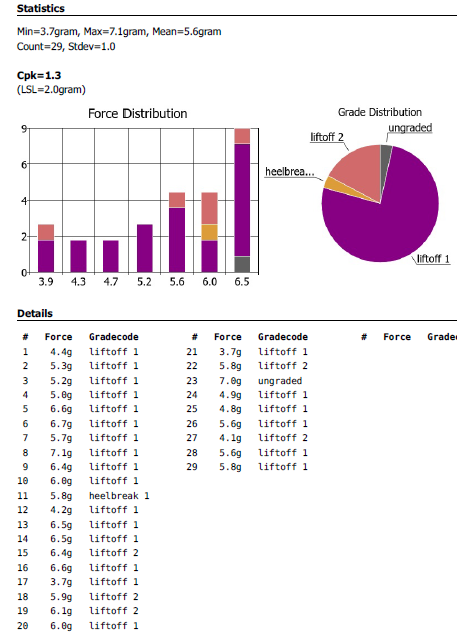 Statistics
Min=3.7gram, Max=7.1gram, Mean=5.6gram
Count=29, Stdev=1.0
Cpk=1.3
(LSL=2.0gram)
Force Distribution
9
6
4
2
0
3.9 4.3 4.7 5.2 5.6 6.0 6.5
Grade Distribution
ungraded
liftoff 2
heelbrea...
liftoff 1
Details
# Force Gradecode # Force Gradecode # Force Grade
1 4.4g liftoff 1 21 3.7g liftoff 1
2 5.3g liftoff 1 22 5.8g liftoff 2
3 5.2g liftoff 1 23 7.0g ungraded
4 5.0g liftoff 1 24 4.9g liftoff 1
5 6.6g liftoff 1 25 4.8g liftoff 1
6 6.7g liftoff 1 26 5.6g liftoff 1
7 5.7g liftoff 1 27 4.1g liftoff 2
8 7.1g liftoff 1 28 5.6g liftoff 1
9 6.4g liftoff 1 29 5.8g liftoff 1
10 6.0g liftoff 1
11 5.8g heelbreak 1
12 4.2g liftoff 1
13 6.5g liftoff 1
14 6.5g liftoff 1
15 6.4g liftoff 2
16 6.6g liftoff 1
17 3.7g liftoff 1
18 5.9g liftoff 2
19 6.1g liftoff 2
20 6.0g liftoff 1